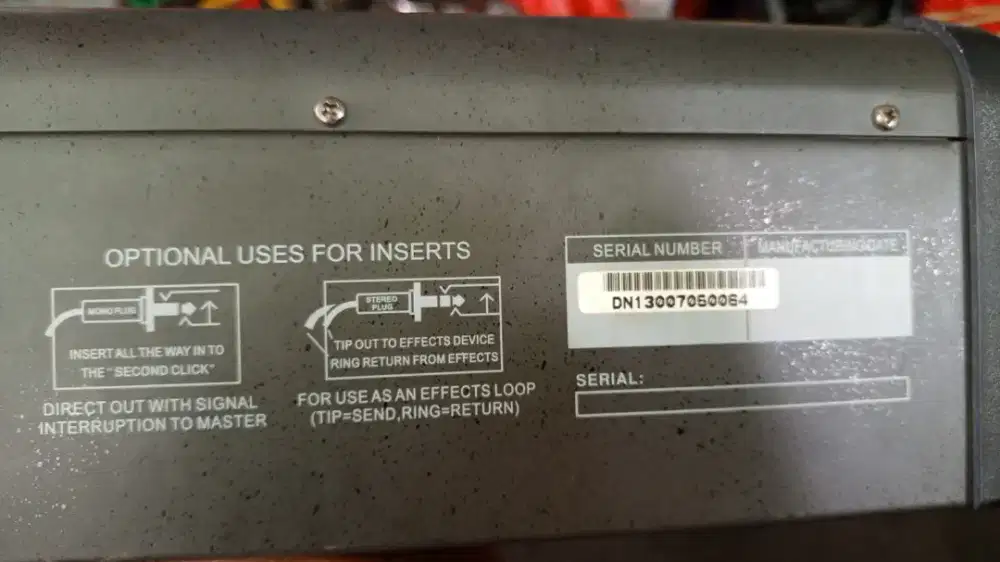 OPTIONAL USES FOR INSERTS
MONO PLUG
INSERT ALL THE WAY IN TO
THE "SECOND CLICK"
DIRECT OUT WITH SIGNAL
INTERRUPTION TO MASTER
STEREO
PLUG
TIP OUT TO EFFECTS DEVICE
RING RETURN FROM EFFECTS
FOR USE AS AN EFFECTS LOOP
(TIP=SEND,RING=RETURN)
SERIAL NUMBER
MANUFACTURING DATE
DN13007060064
SERIAL: